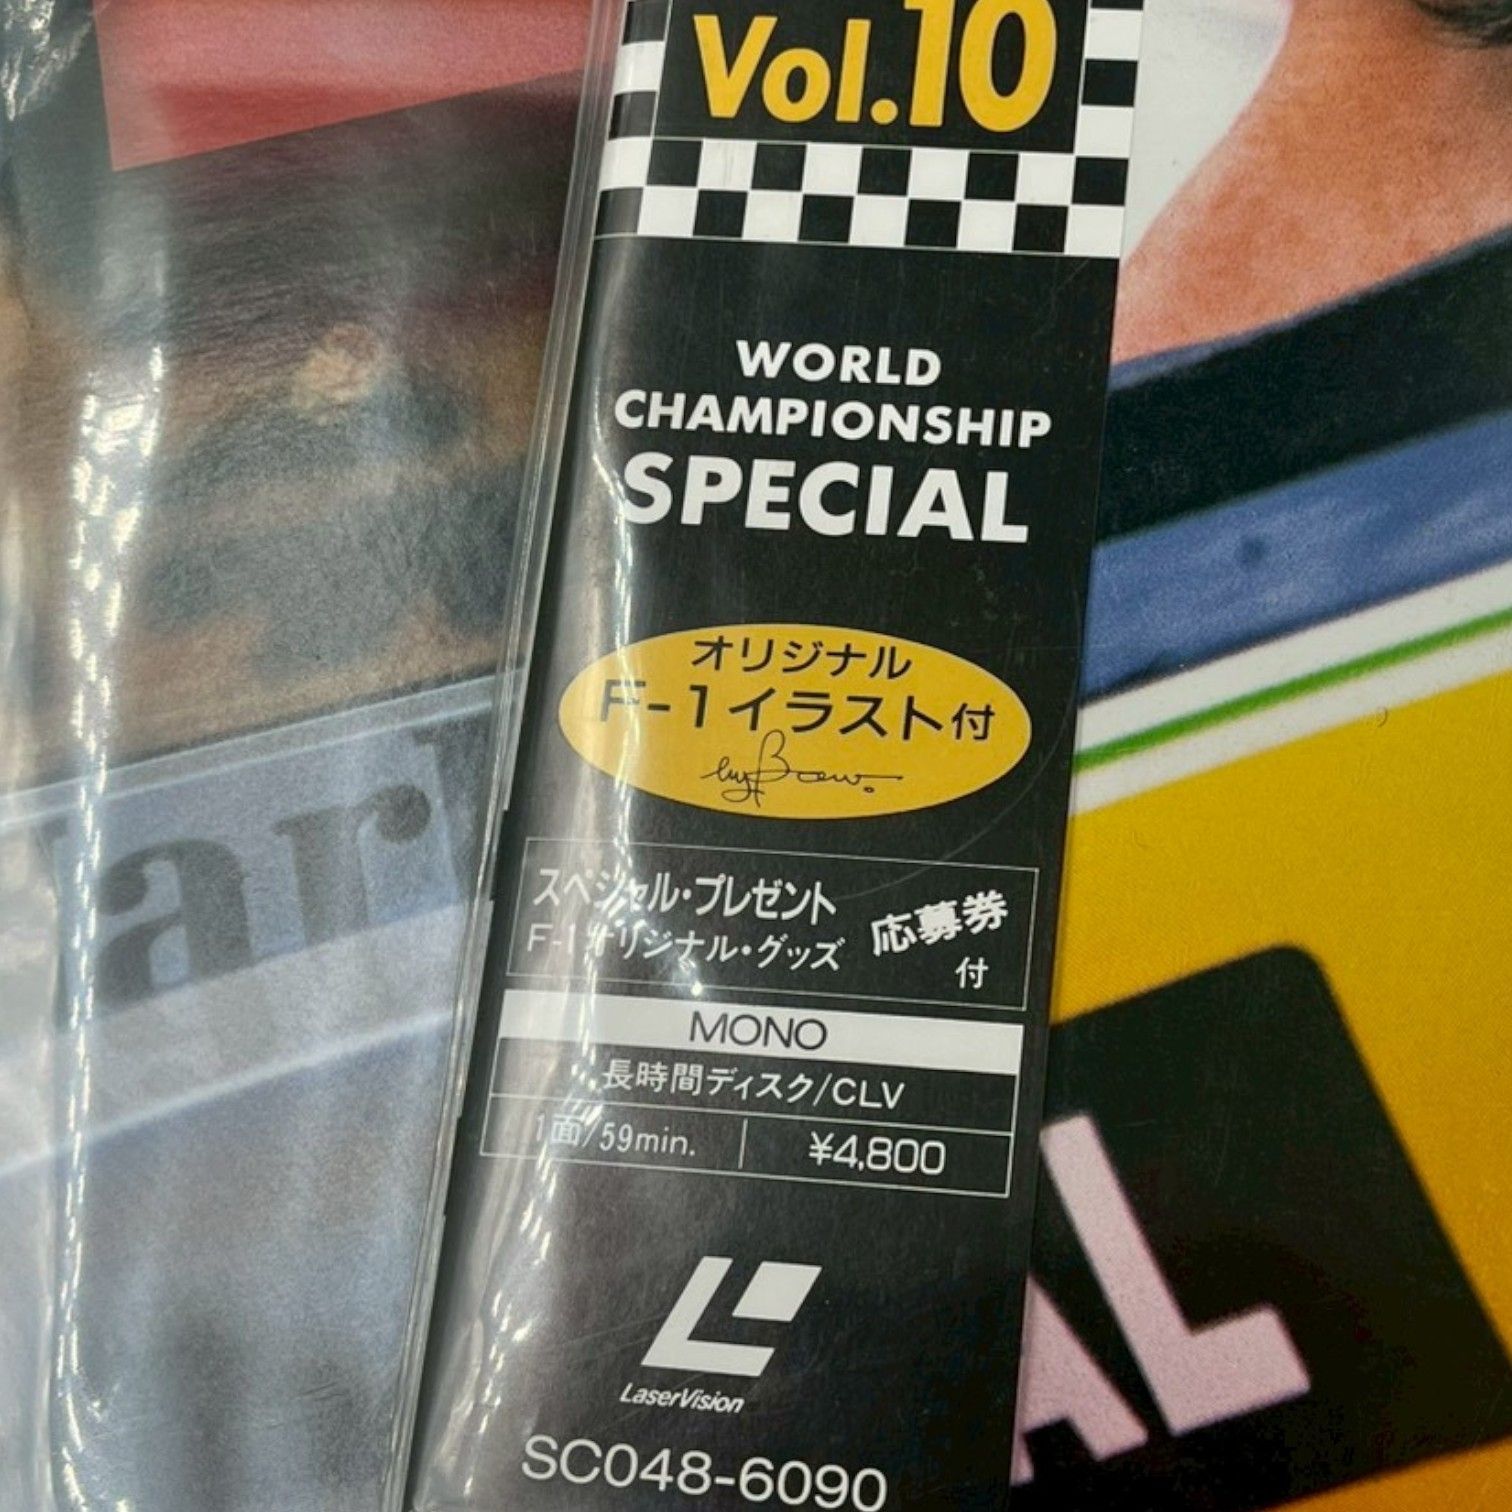 Vol.10
WORLD
CHAMPIONSHIP
SPECIAL
オリジナル
F-1イラスト付
スペシャル・プレゼント
F-1オリジナル・グッズ
応募券
付
MONO
長時間ディスク/CLV
1面/59min.
¥4,800
LaserVision
SC048-6090
ar
AL